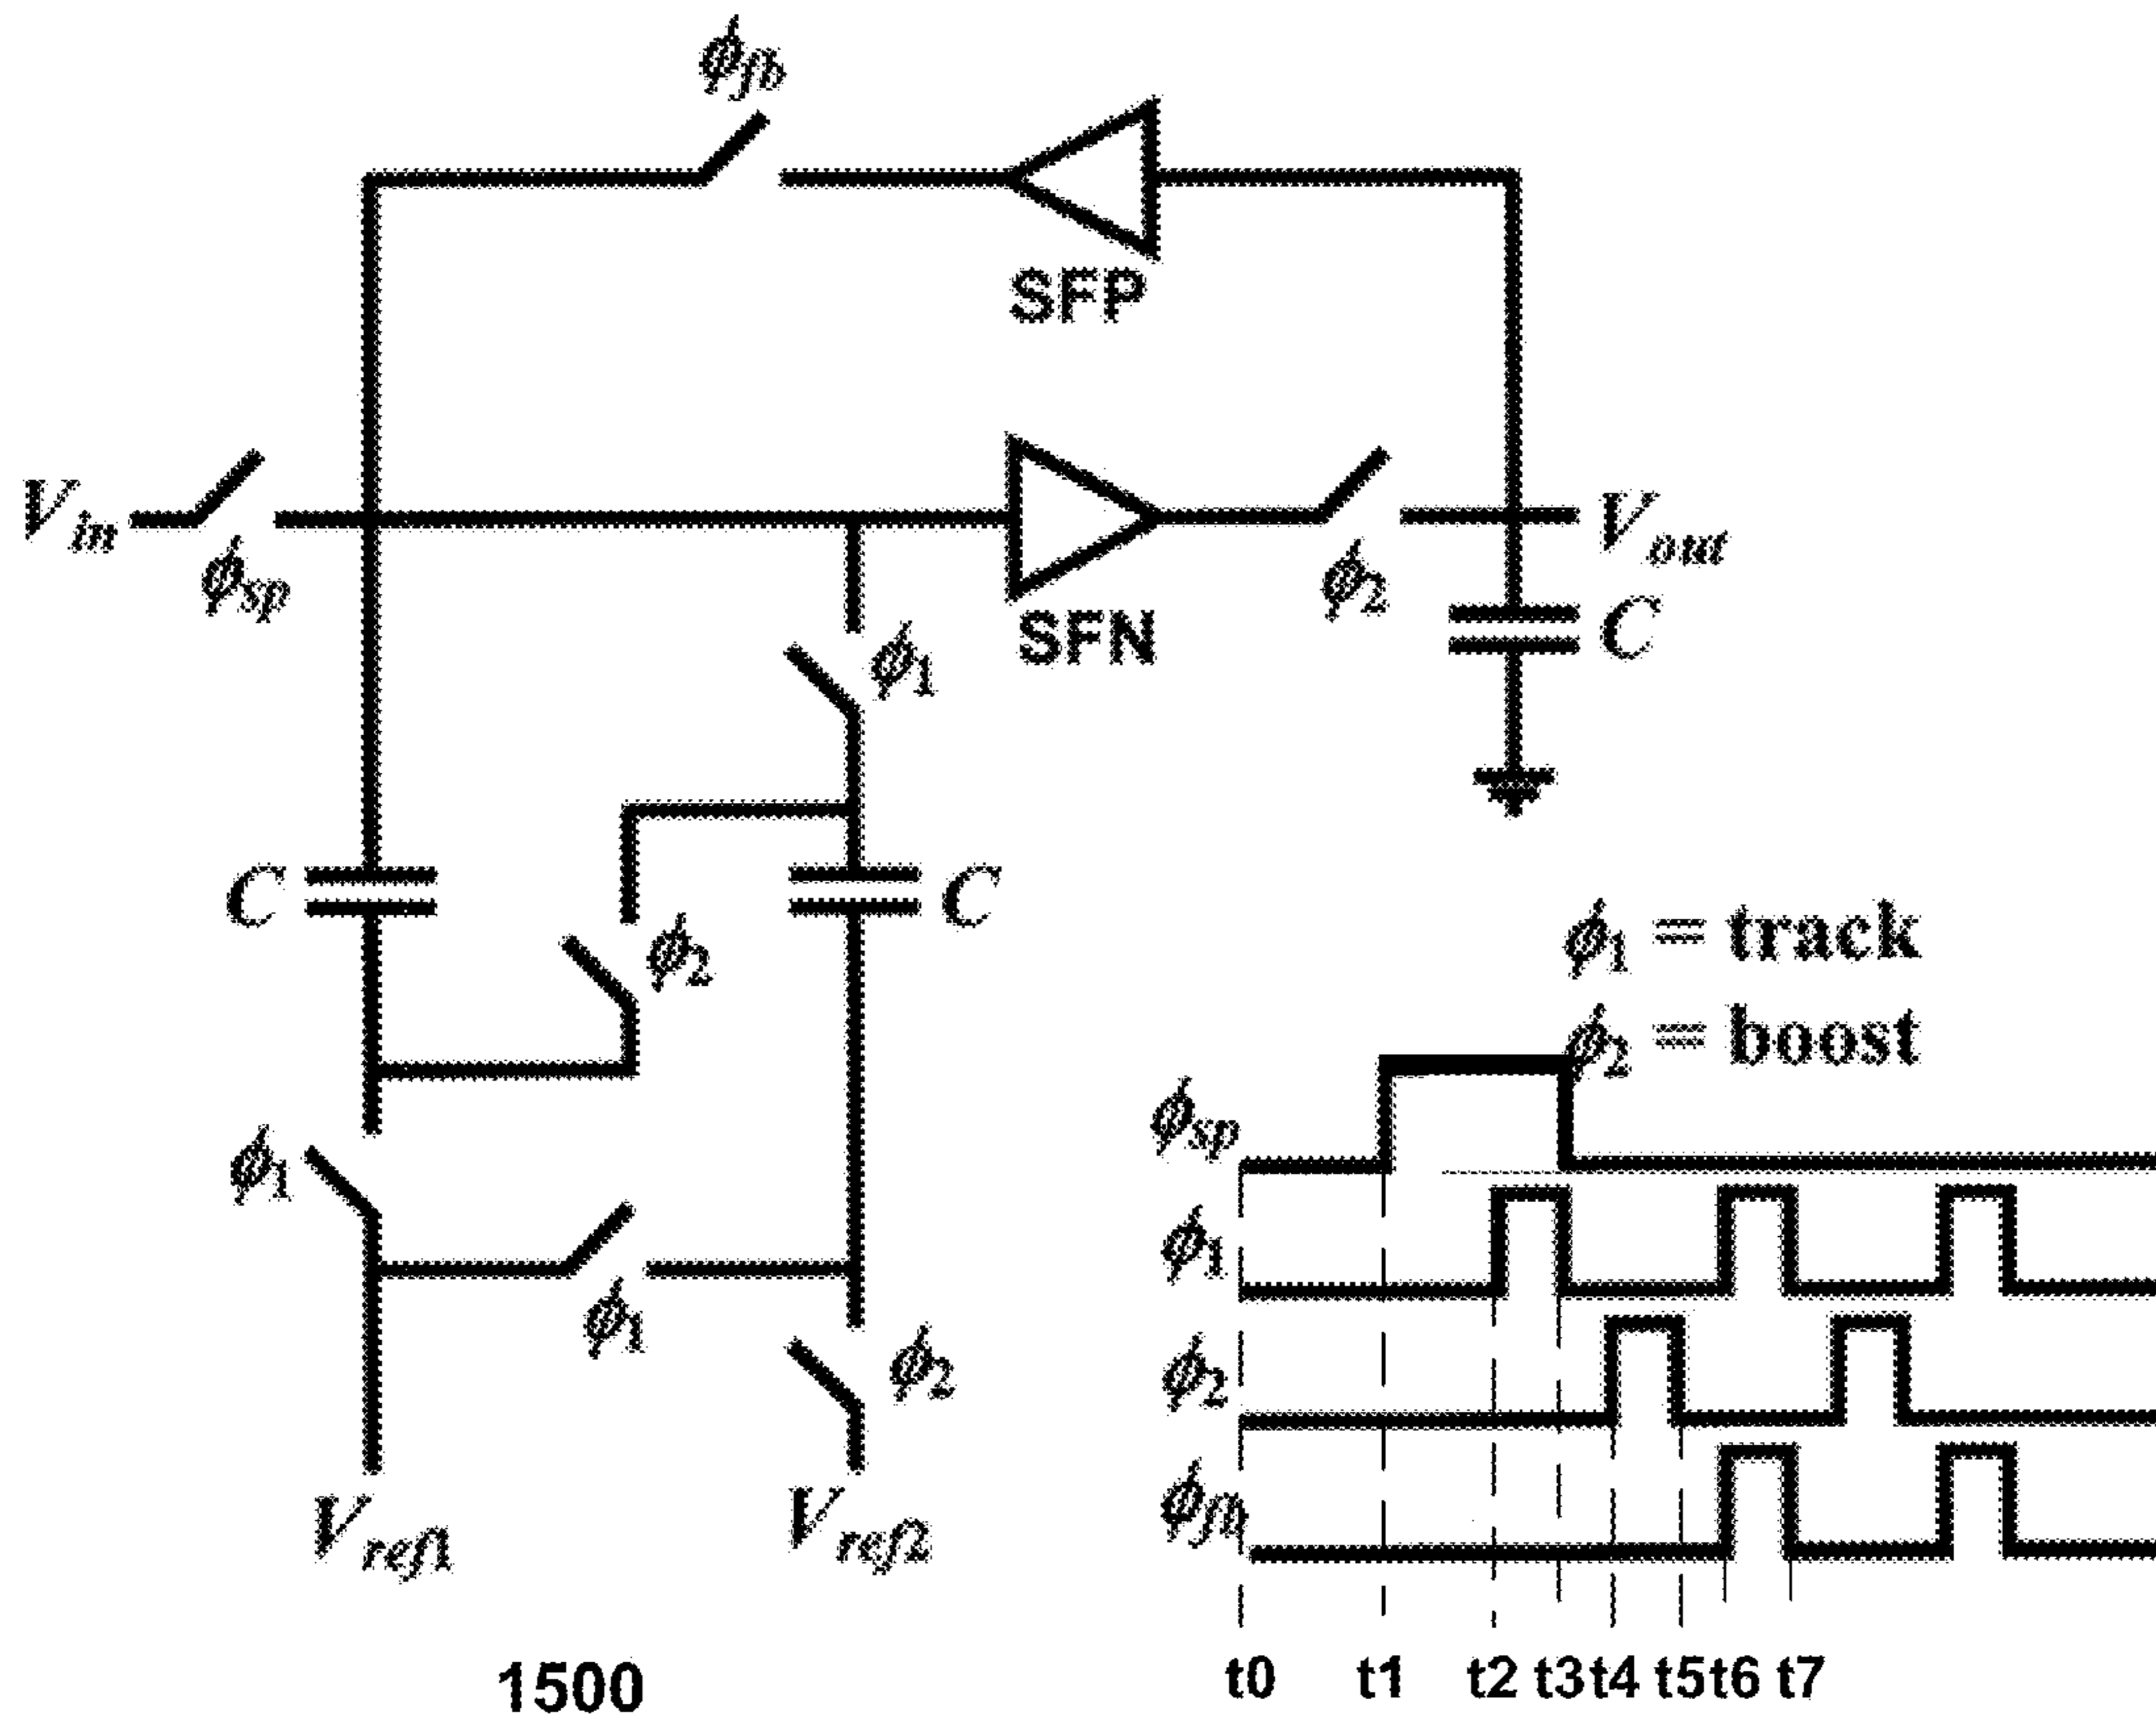 ϕfb
SFP
Vin
ϕsp
SFN
ϕ2
Vout
C
ϕ1
C
ϕ2
C
ϕ1 = track
ϕ2 = boost
ϕ1
ϕ1
ϕ2
Vref1
Vref2
ϕsp
ϕ1
ϕ2
ϕfb
t0 t1 t2 t3 t4 t5 t6 t7
1500